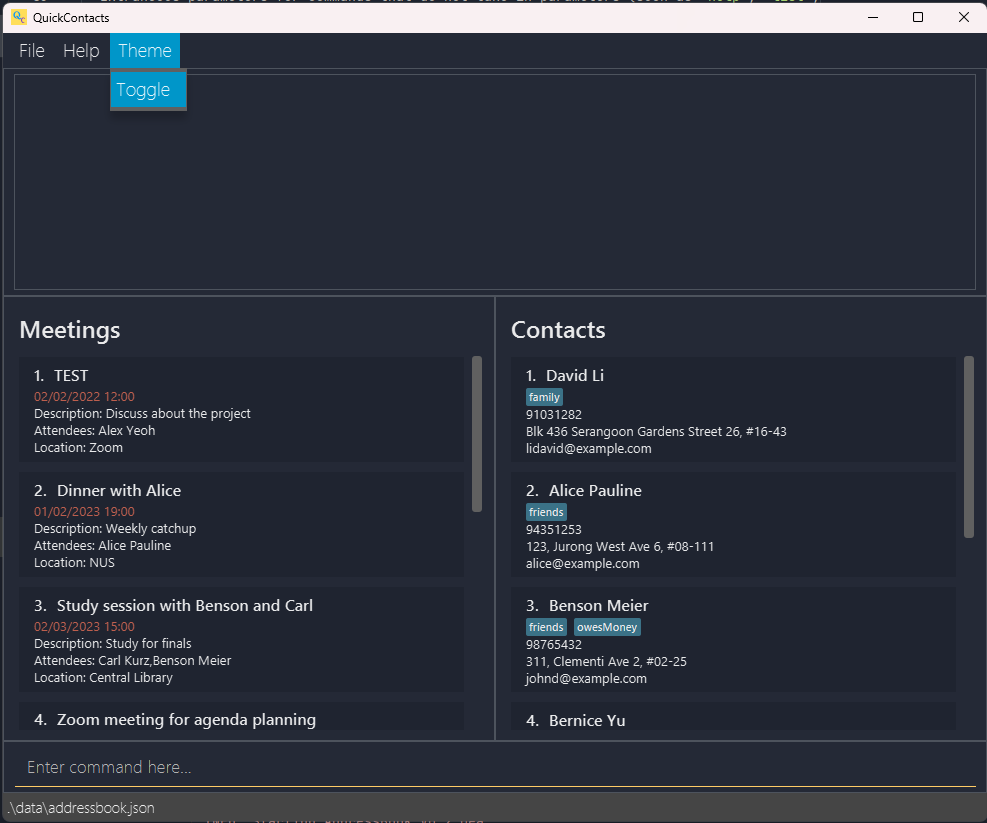 QuickContacts
File Help Theme
Toggle
Meetings
1. TEST
02/02/2022 12:00
Description: Discuss about the project
Attendees: Alex Yeoh
Location: Zoom
2. Dinner with Alice
01/02/2023 19:00
Description: Weekly catchup
Attendees: Alice Pauline
Location: NUS
3. Study session with Benson and Carl
02/03/2023 15:00
Description: Study for finals
Attendees: Carl Kurz,Benson Meier
Location: Central Library
4. Zoom meeting for agenda planning
Contacts
1. David Li
family
91031282
Blk 436 Serangoon Gardens Street 26, #16-43
lidavid@example.com
2. Alice Pauline
friends
94351253
123, Jurong West Ave 6, #08-111
alice@example.com
3. Benson Meier
friends owesMoney
98765432
311, Clementi Ave 2, #02-25
johnd@example.com
4. Bernice Yu
Enter command here...
.\data\addressbook.json